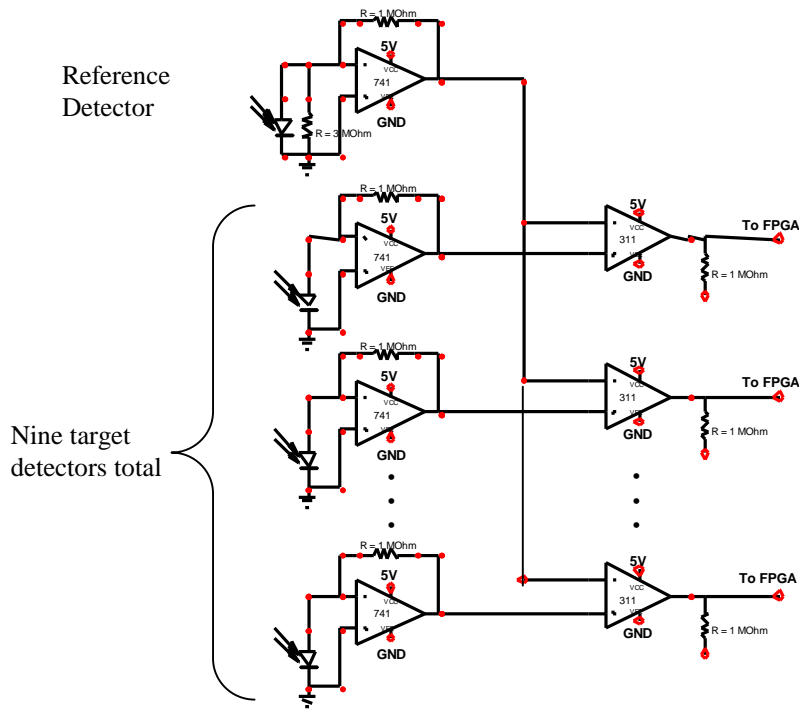 Reference
Detector
R = 1 MOhm
5V
VCC
741
GND
R = 3 MOhm
R = 1 MOhm
5V
VCC
741
VEE
GND
5V
VCC
311
VEE
GND
To FPGA
R = 1 MOhm
Nine target
detectors total
R = 1 MOhm
5V
VCC
741
VEE
GND
5V
VCC
311
VEE
GND
To FPGA
R = 1 MOhm
R = 1 MOhm
5V
VCC
741
VEE
GND
5V
VCC
311
VEE
GND
To FPGA
R = 1 MOhm